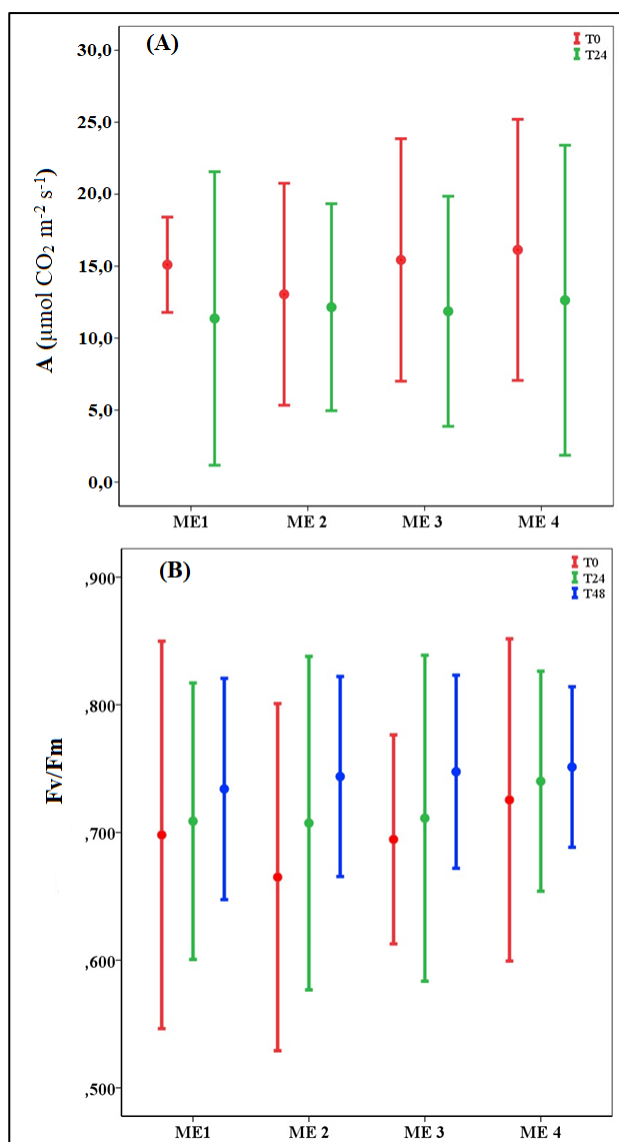 (A)
T0
T24
A (µmol CO₂ m⁻² s⁻¹)
30,0
25,0
20,0
15,0
10,0
5,0
0,0
ME1 ME 2 ME 3 ME 4
(B)
T0
T24
T48
Fv/Fm
,900
,800
,700
,600
,500
ME1 ME 2 ME 3 ME 4